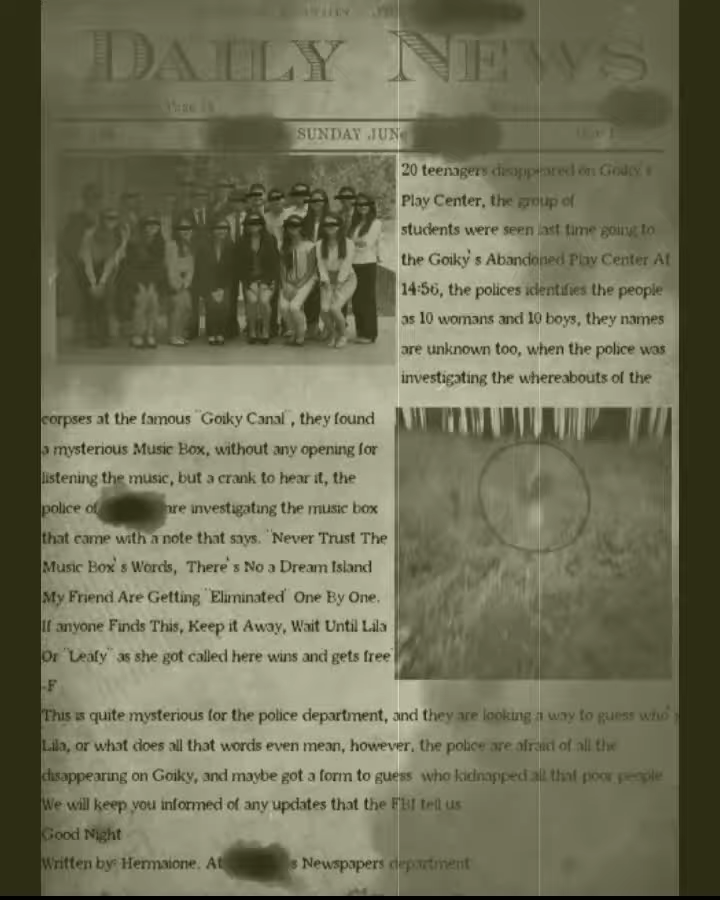 DAILY NEWS
Page
SUNDAY JUNe
20 teenagers disappeared on Goiky's
Play Center, the group of
students were seen last time going to
the Goiky's Abandoned Play Center At
14:56, the polices identifies the people
as 10 womans and 10 boys, they names
are unknown too, when the police was
investigating the whereabouts of the
corpses at the famous "Goiky Canal", they found
a mysterious Music Box, without any opening for
listening the music, but a crank to hear it, the
police of are investigating the music box
that came with a note that says. "Never Trust The
Music Box's Words, There's No a Dream Island
My Friend Are Getting "Eliminated" One By One.
If anyone Finds This, Keep it Away, Wait Until Lila
Or "Leafy" as she got called here wins and gets free"
-F
This is quite mysterious for the police department, and they are looking a way to guess who's
Lila, or what does all that words even mean, however, the police are afraid of all the
disappearing on Goiky, and maybe got a form to guess who kidnapped all that poor people
We will keep you informed of any updates that the FBI tell us
Good Night
Written by: Hermaione. At s Newspapers department